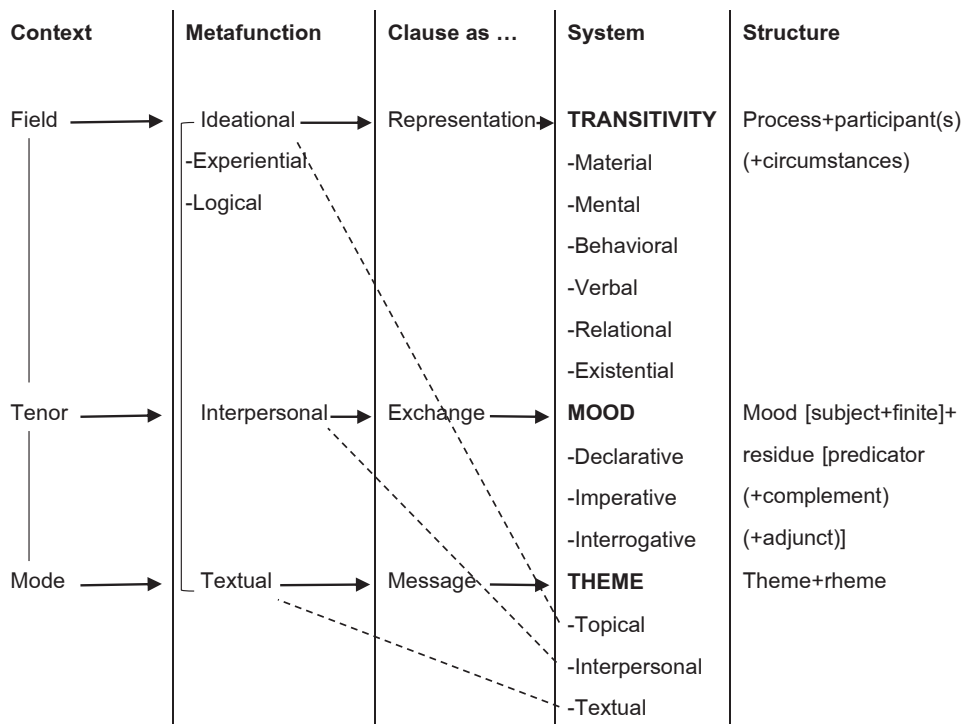 Context Metafunction Clause as … System Structure
Field Ideational Representation TRANSITIVITY Process+participant(s)
-Experiential -Material (+circumstances)
-Logical -Mental
-Behavioral
-Verbal
-Relational
-Existential
Tenor Interpersonal Exchange MOOD Mood [subject+finite]+
-Declarative residue [predicator
-Imperative (+complement)
-Interrogative (+adjunct)]
Mode Textual Message THEME Theme+rheme
-Topical
-Interpersonal
-Textual